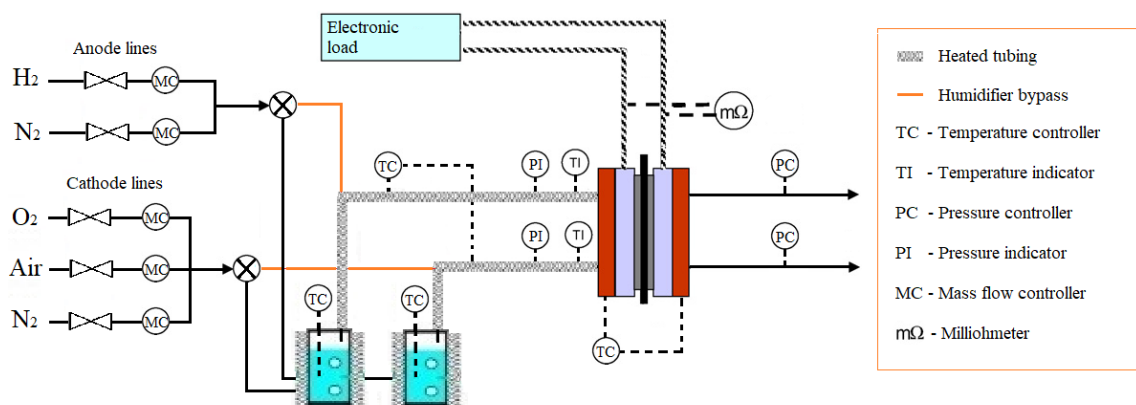 Electronic
load
Anode lines
H2
MC
N2
MC
mΩ
Cathode lines
TC
PI
TI
PC
O2
MC
Air
MC
PI
TI
PC
N2
MC
TC
TC
TC
Heated tubing
Humidifier bypass
TC - Temperature controller
TI - Temperature indicator
PC - Pressure controller
PI - Pressure indicator
MC - Mass flow controller
mΩ - Milliohmeter